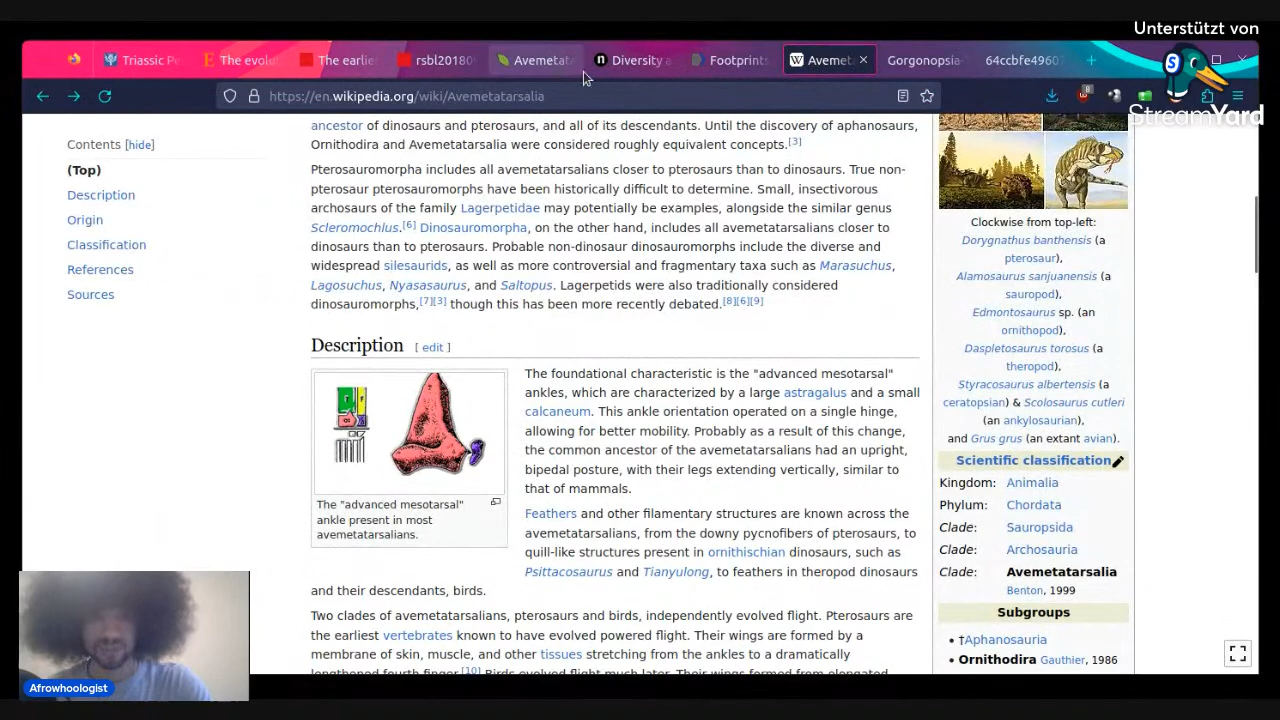 Unterstützt von
StreamYard
Triassic Pe
The evolu
The earlie
rsbl20180
Avemetata
Diversity a
Footprints
Avemet
Gorgonopsia
64ccbfe4960
https://en.wikipedia.org/wiki/Avemetatarsalia
8
Contents [hide]
(Top)
Description
Origin
Classification
References
Sources
ancestor of dinosaurs and pterosaurs, and all of its descendants. Until the discovery of aphanosaurs,
Ornithodira and Avemetatarsalia were considered roughly equivalent concepts.[3]
Pterosauromorpha includes all avemetatarsalians closer to pterosaurs than to dinosaurs. True non-
pterosaur pterosauromorphs have been historically difficult to determine. Small, insectivorous
archosaurs of the family Lagerpetidae may potentially be examples, alongside the similar genus
Scleromochlus.[6] Dinosauromorpha, on the other hand, includes all avemetatarsalians closer to
dinosaurs than to pterosaurs. Probable non-dinosaur dinosauromorphs include the diverse and
widespread silesaurids, as well as more controversial and fragmentary taxa such as Marasuchus,
Lagosuchus, Nyasasaurus, and Saltopus. Lagerpetids were also traditionally considered
dinosauromorphs,[7][3] though this has been more recently debated.[8][6][9]
Description [ edit ]
The "advanced mesotarsal"
ankle present in most
avemetatarsalians.
The foundational characteristic is the "advanced mesotarsal"
ankles, which are characterized by a large astragalus and a small
calcaneum. This ankle orientation operated on a single hinge,
allowing for better mobility. Probably as a result of this change,
the common ancestor of the avemetatarsalians had an upright,
bipedal posture, with their legs extending vertically, similar to
that of mammals.
Feathers and other filamentary structures are known across the
avemetatarsalians, from the downy pycnofibers of pterosaurs, to
quill-like structures present in ornithischian dinosaurs, such as
Psittacosaurus and Tianyulong, to feathers in theropod dinosaurs
and their descendants, birds.
Two clades of avemetatarsalians, pterosaurs and birds, independently evolved flight. Pterosaurs are
the earliest vertebrates known to have evolved powered flight. Their wings are formed by a
membrane of skin, muscle, and other tissues stretching from the ankles to a dramatically
lengthened fourth finger.[10] Birds evolved flight much later. Their wings formed from elongated
Clockwise from top-left:
Dorygnathus banthensis (a
pterosaur),
Alamosaurus sanjuanensis (a
sauropod),
Edmontosaurus sp. (an
ornithopod),
Daspletosaurus torosus (a
theropod),
Styracosaurus albertensis (a
ceratopsian) & Scolosaurus cutleri
(an ankylosaurian),
and Grus grus (an extant avian).
Scientific classification
Kingdom: Animalia
Phylum: Chordata
Clade: Sauropsida
Clade: Archosauria
Clade: Avemetatarsalia
Benton, 1999
Subgroups
• †Aphanosauria
• Ornithodira Gauthier, 1986
Afrowhoologist